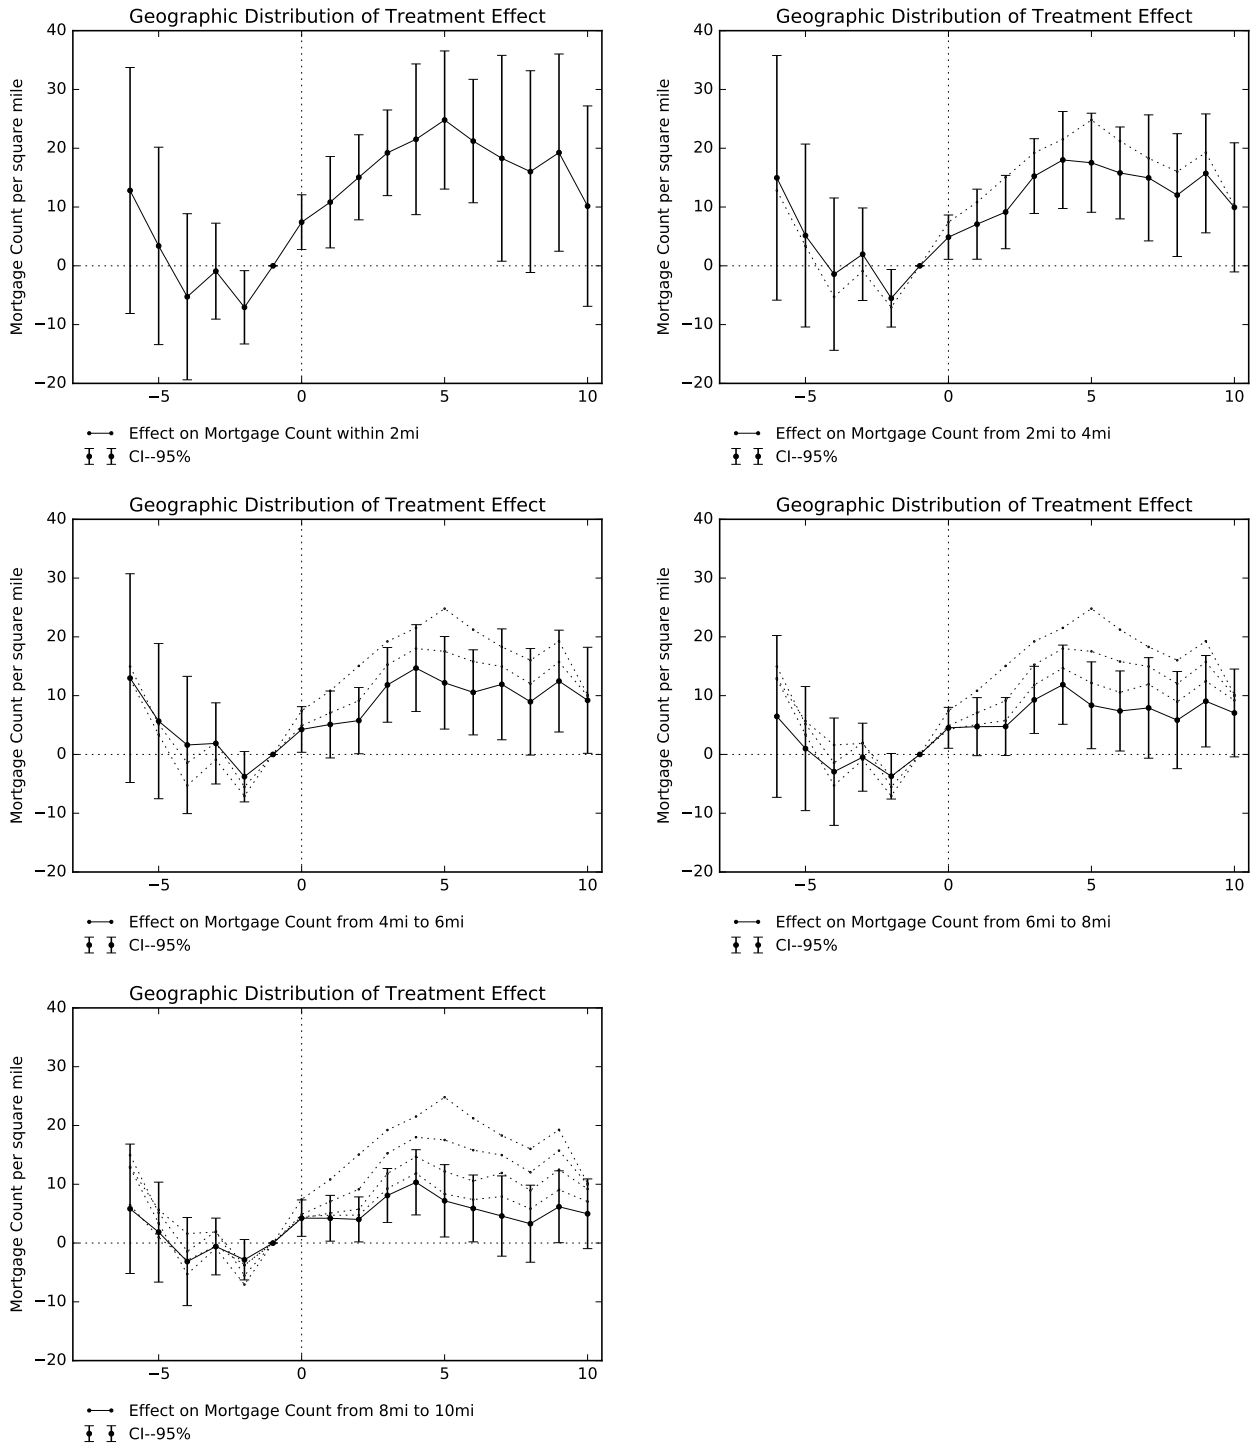 Geographic Distribution of Treatment Effect
Mortgage Count per square mile
40
30
20
10
0
−10
−20
−5 0 5 10
Effect on Mortgage Count within 2mi
CI--95%
Geographic Distribution of Treatment Effect
Mortgage Count per square mile
40
30
20
10
0
−10
−20
−5 0 5 10
Effect on Mortgage Count from 2mi to 4mi
CI--95%
Geographic Distribution of Treatment Effect
Mortgage Count per square mile
40
30
20
10
0
−10
−20
−5 0 5 10
Effect on Mortgage Count from 4mi to 6mi
CI--95%
Geographic Distribution of Treatment Effect
Mortgage Count per square mile
40
30
20
10
0
−10
−20
−5 0 5 10
Effect on Mortgage Count from 6mi to 8mi
CI--95%
Geographic Distribution of Treatment Effect
Mortgage Count per square mile
40
30
20
10
0
−10
−20
−5 0 5 10
Effect on Mortgage Count from 8mi to 10mi
CI--95%